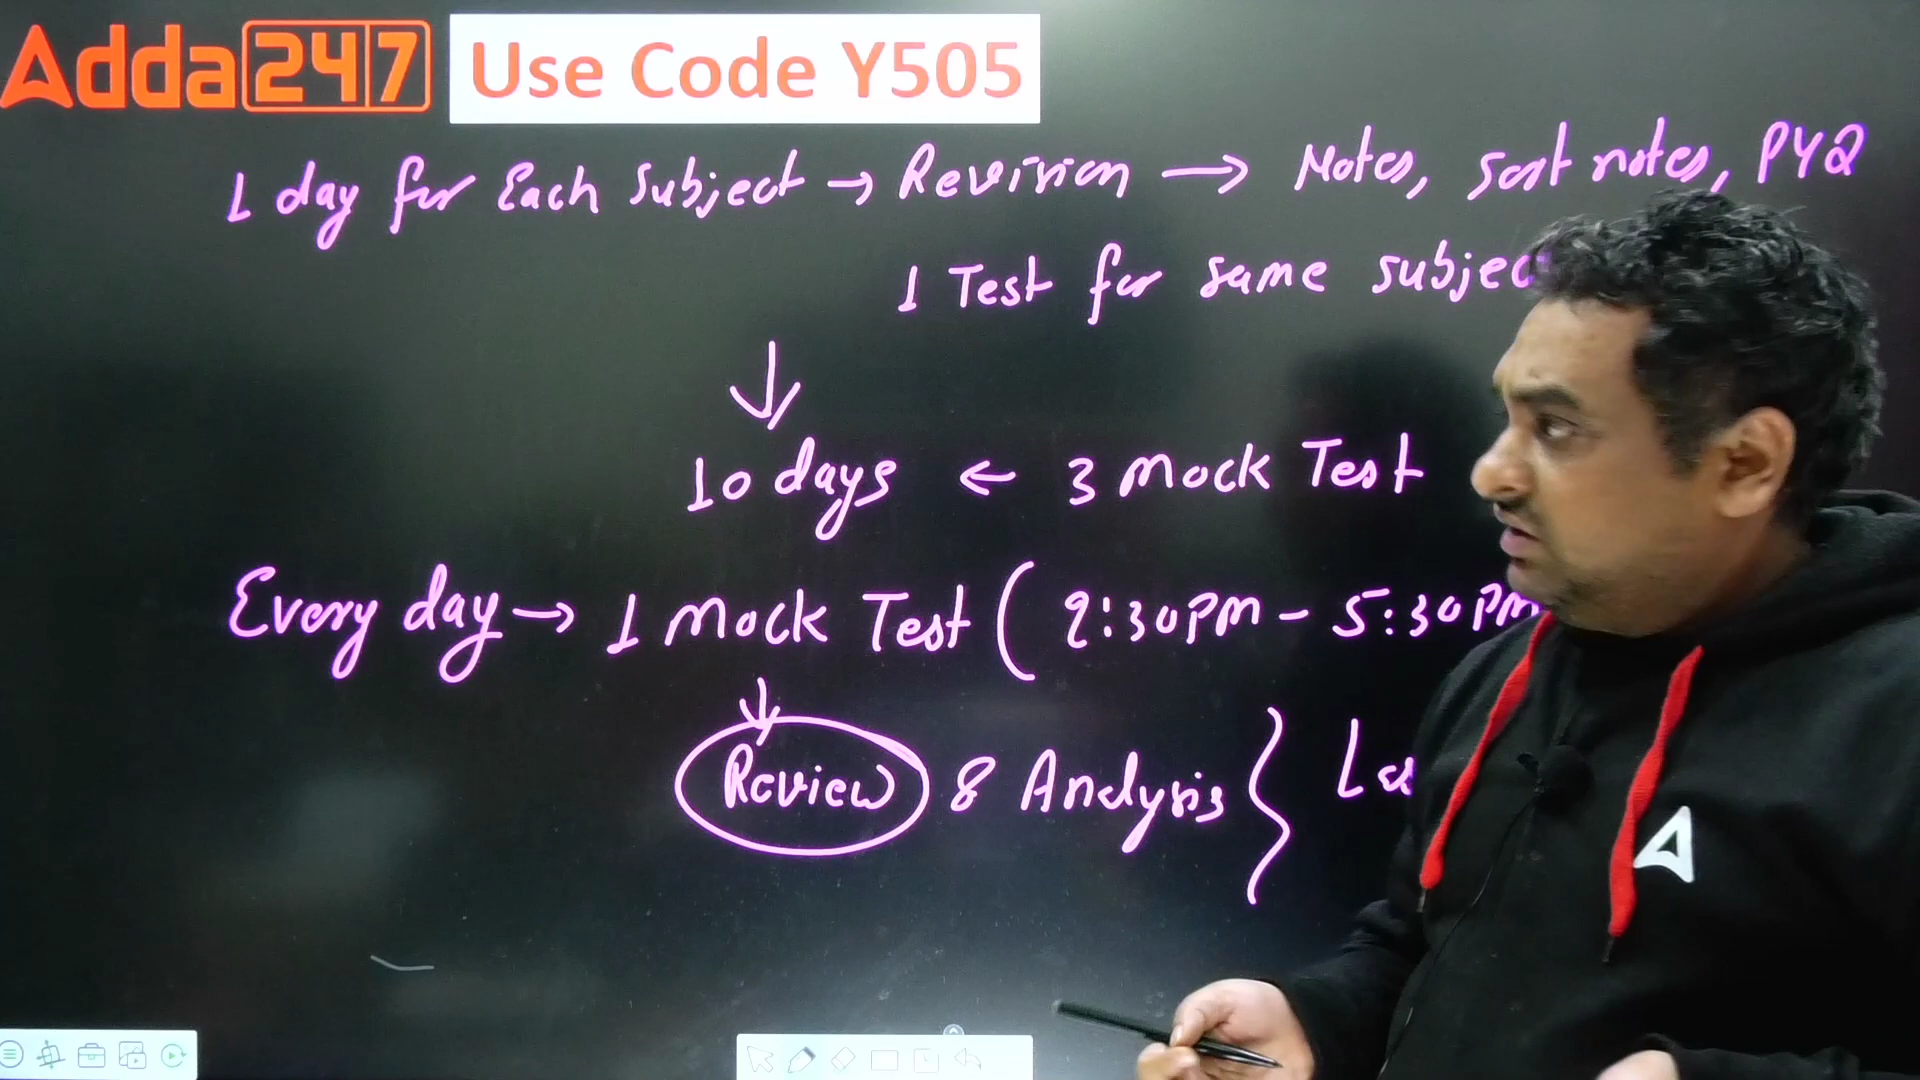 Adda247 Use Code Y505
1 day for Each Subject → Revision → Notes, sort notes, PYQ
1 Test for same subject
↓
10 days ← 3 Mock Test
Every day → 1 Mock Test ( 2:30PM - 5:30PM
↓
Review & Analysis }